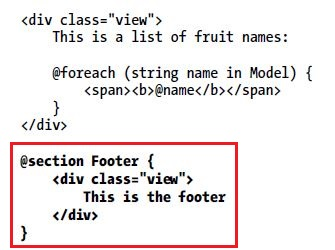 <div class="view">
This is a list of fruit names:
@foreach (string name in Model) {
<span><b>@name</b></span>
}
</div>
@section Footer {
<div class="view">
This is the footer
</div>
}